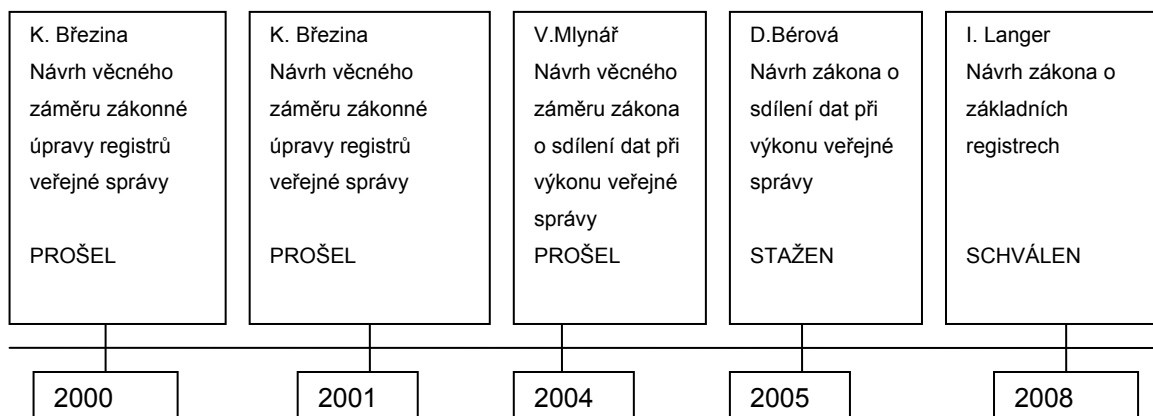 K. Březina
Návrh věcného
záměru zákonné
úpravy registrů
veřejné správy
PROŠEL
K. Březina
Návrh věcného
záměru zákonné
úpravy registrů
veřejné správy
PROŠEL
V.Mlynář
Návrh věcného
záměru zákona
o sdílení dat při
výkonu veřejné
správy
PROŠEL
D.Bérová
Návrh zákona o
sdílení dat při
výkonu veřejné
správy
STAŽEN
I. Langer
Návrh zákona o
základních
registrech
SCHVÁLEN
2000
2001
2004
2005
2008